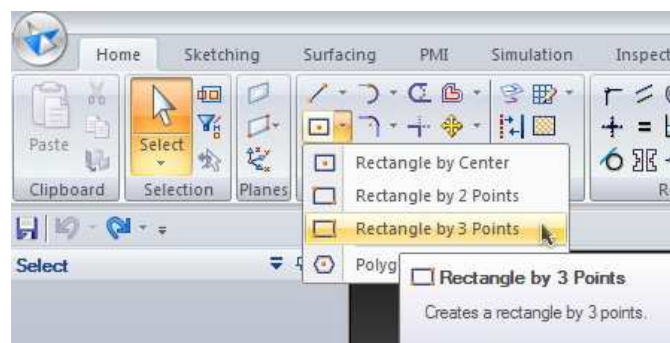 Home Sketching Surfacing PMI Simulation Inspect
Paste
Select
Clipboard Selection Planes
Rectangle by Center
Rectangle by 2 Points
Rectangle by 3 Points
Polyg
Select
Rectangle by 3 Points
Creates a rectangle by 3 points.